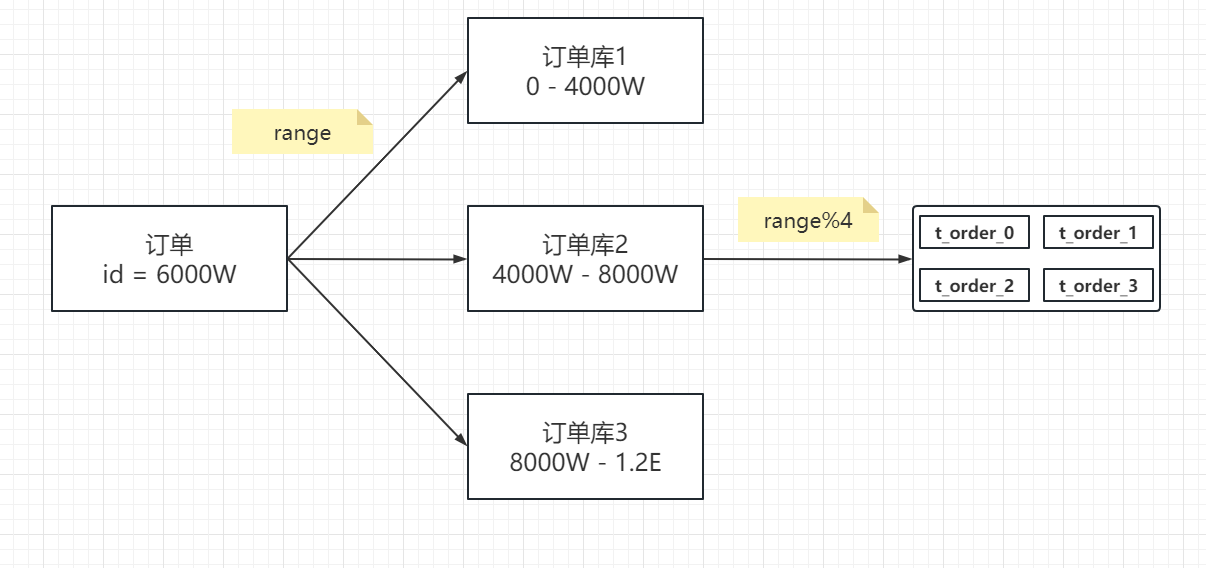 订单库1
0 - 4000W
range
订单
id = 6000W
订单库2
4000W - 8000W
range%4
t_order_0
t_order_1
t_order_2
t_order_3
订单库3
8000W - 1.2E